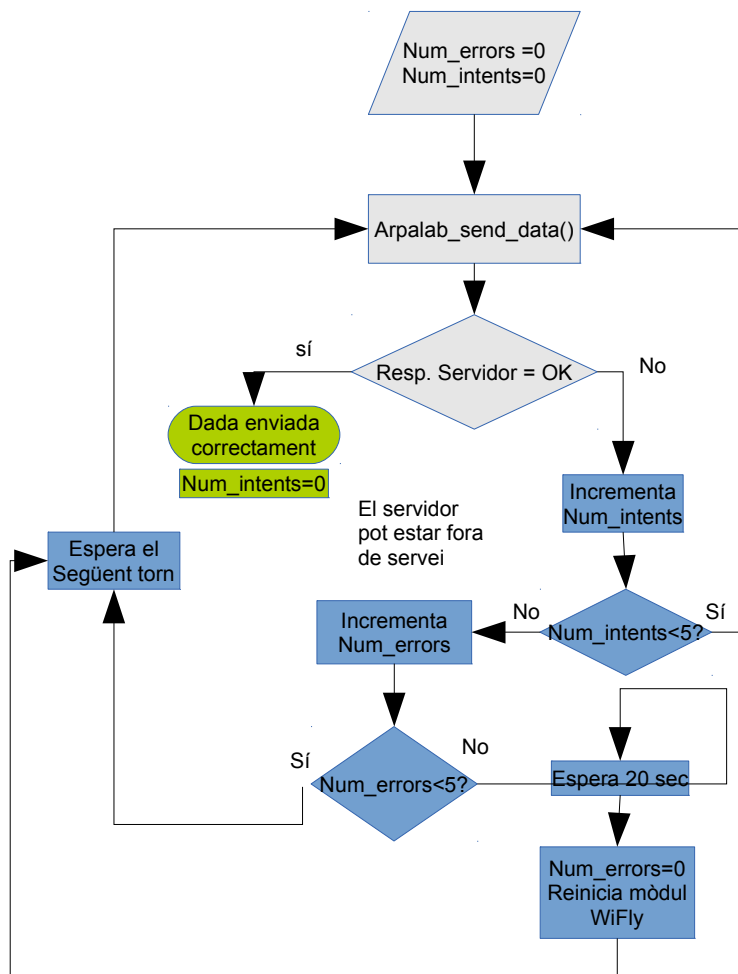 Num_errors =0
Num_intents=0
Arpalab_send_data()
sí
Resp. Servidor = OK
No
Dada enviada
correctament
Num_intents=0
Incrementa
Num_intents
El servidor
pot estar fora
de servei
Espera el
Següent torn
Incrementa
Num_errors
No
Num_intents<5?
Sí
Sí
Num_errors<5?
No
Espera 20 sec
Num_errors=0
Reinicia mòdul
WiFly